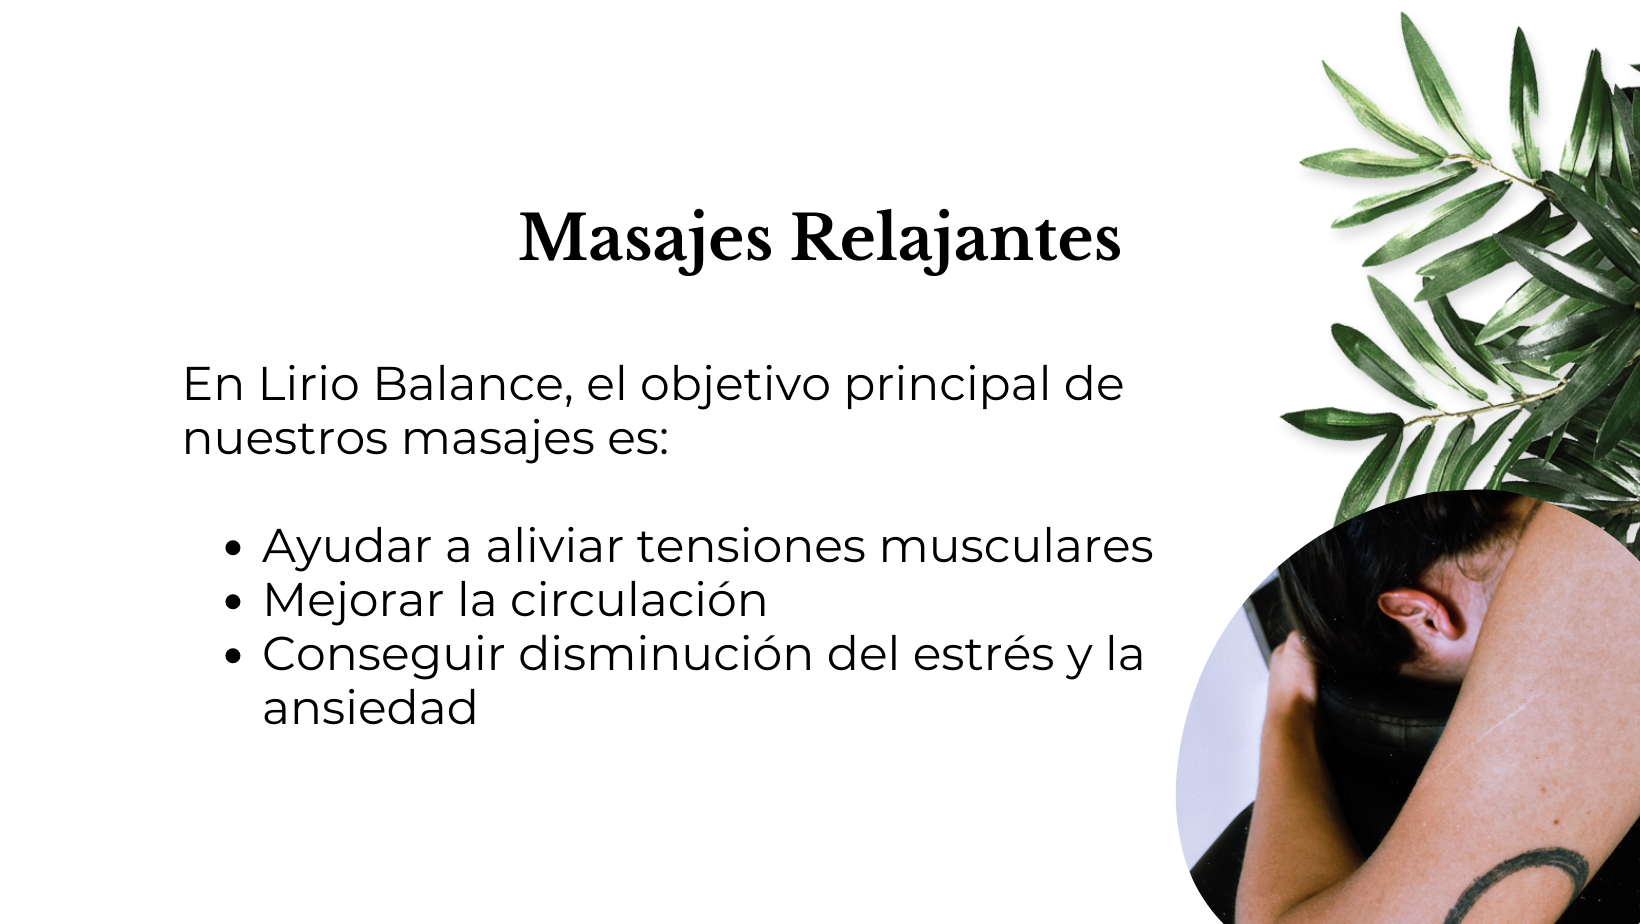 Masajes Relajantes
En Lirio Balance, el objetivo principal de
nuestros masajes es:
• Ayudar a aliviar tensiones musculares
• Mejorar la circulación
• Conseguir disminución del estrés y la
ansiedad